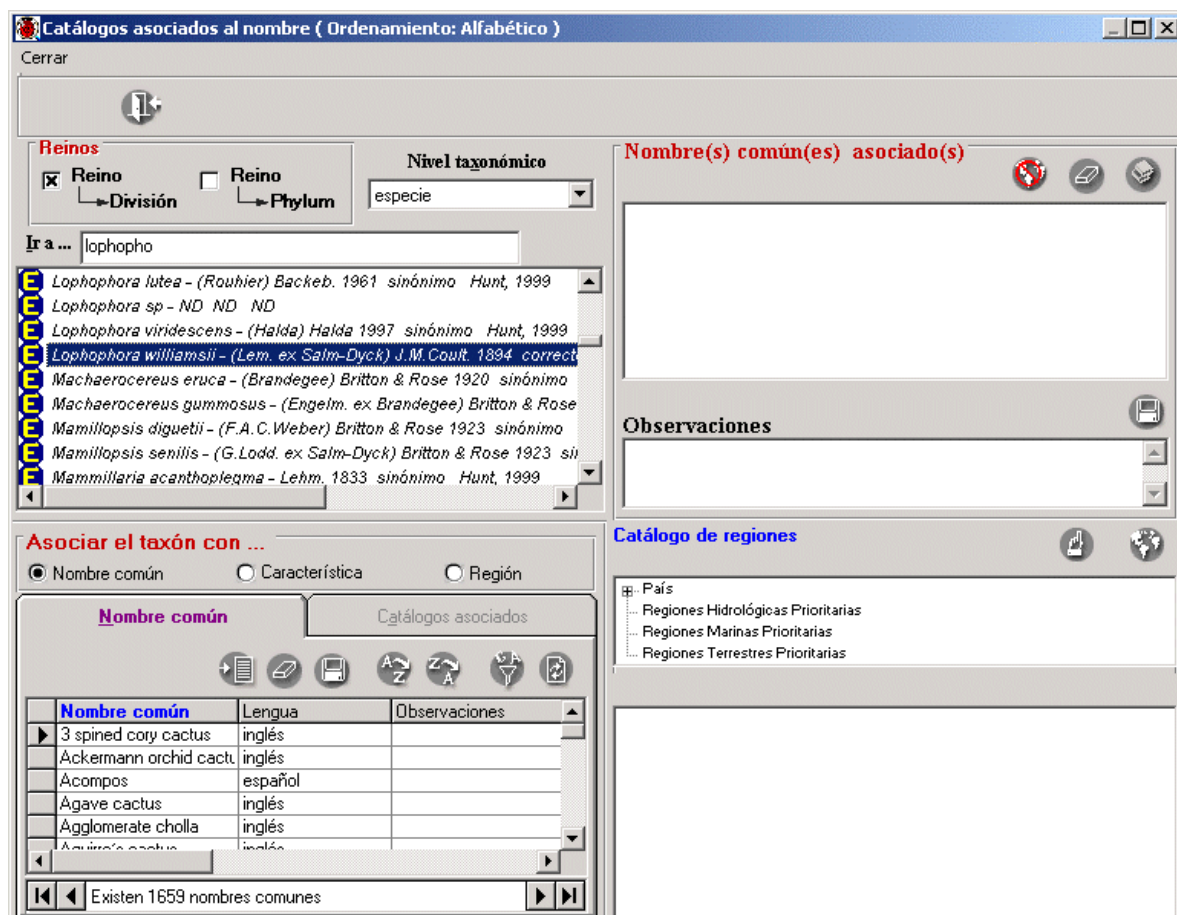 Catálogos asociados al nombre ( Ordenamiento: Alfabético )
Cerrar
Reinos
Reino
División
Reino
Phylum
Nivel taxonómico
especie
Ir a ...
lophopho
Lophophora lutea - (Rouhier) Backeb. 1961 sinónimo Hunt, 1999
Lophophora sp - ND ND ND
Lophophora viridescens - (Halda) Halda 1997 sinónimo Hunt, 1999
Lophophora williamsii - (Lem. ex Salm-Dyck) J.M.Coult. 1894 correct
Machaerocereus eruca - (Brandegee) Britton & Rose 1920 sinónimo
Machaerocereus gummosus - (Engelm. ex Brandegee) Britton & Rose
Mamillopsis diguetii - (F.A.C.Weber) Britton & Rose 1923 sinónimo
Mamillopsis senilis - (G.Lodd. ex Salm-Dyck) Britton & Rose 1923 sin
Mammillaria acanthoplegma - Lehm. 1833 sinónimo Hunt, 1999
Nombre(s) común(es) asociado(s)
Observaciones
Asociar el taxón con ...
Nombre común Característica Región
Nombre común Catálogos asociados
Nombre común Lengua Observaciones
3 spined cory cactus inglés
Ackermann orchid cactu inglés
Acompos español
Agave cactus inglés
Agglomerate cholla inglés
Aguirre's cactus inglés
Existen 1659 nombres comunes
Catálogo de regiones
País
Regiones Hidrológicas Prioritarias
Regiones Marinas Prioritarias
Regiones Terrestres Prioritarias